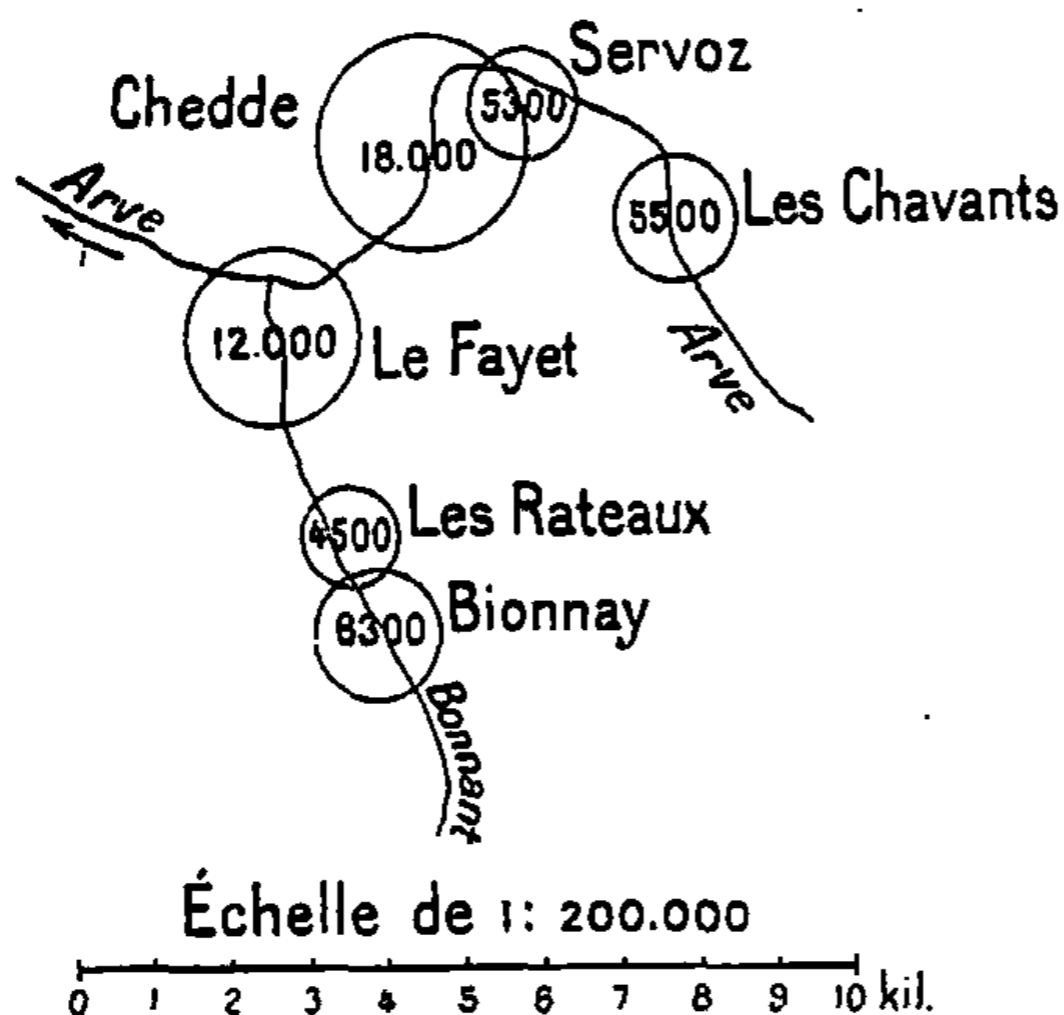 Servoz
Chedde
5300
18.000
Arve
5500 Les Chavants
12.000
Le Fayet
Arve
4500 Les Rateaux
6300 Bionnay
Bonnant
Échelle de 1: 200.000
0 1 2 3 4 5 6 7 8 9 10 kil.